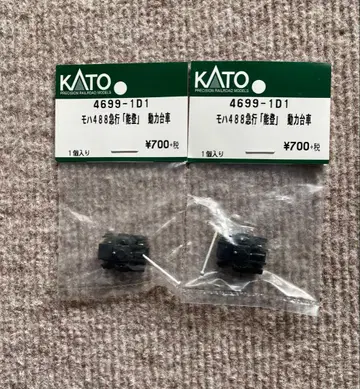 KATO
PRECISION RAILROAD MODELS
4699-1D1
モハ488急行「能登」 動力台車
1個入り
¥700+税
KATO
PRECISION RAILROAD MODELS
4699-1D1
モハ488急行「能登」 動力台車
1個入り
¥700+税